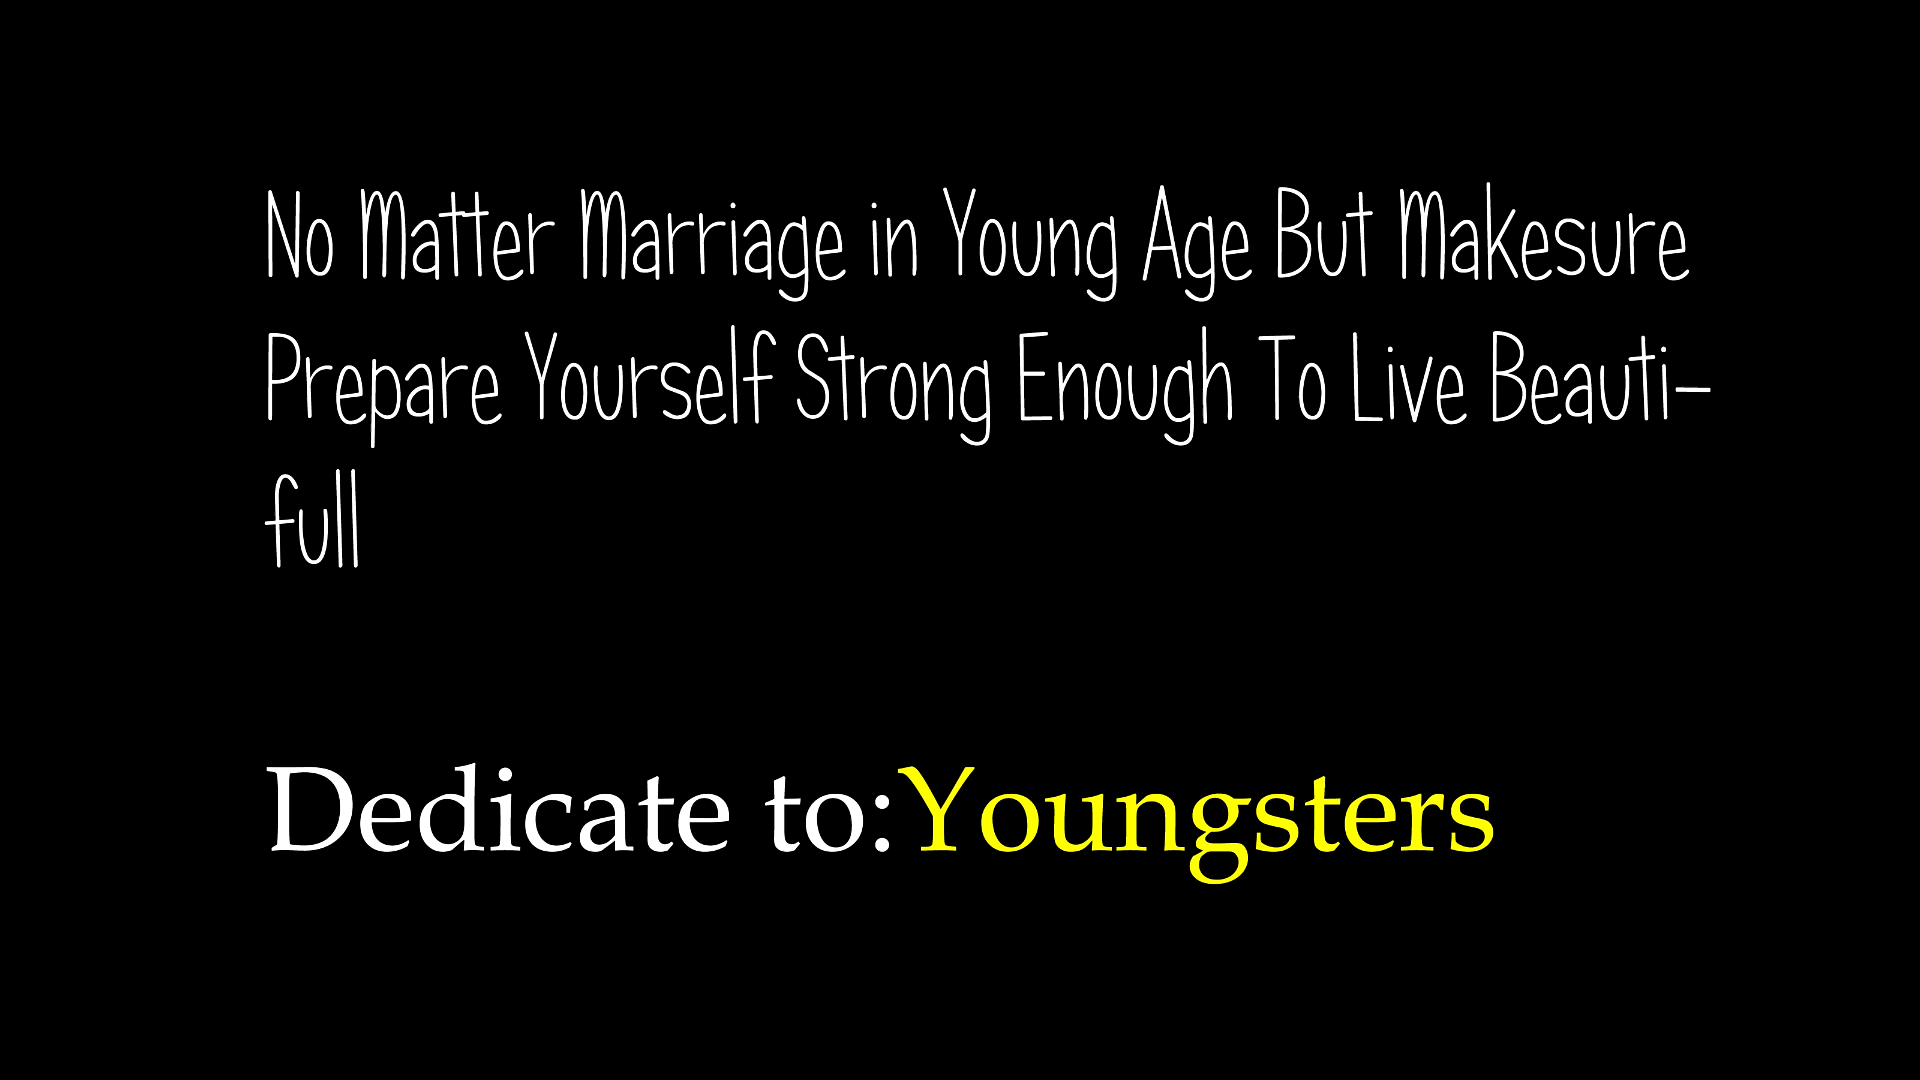 No Matter Marriage in Young Age But Makesure
Prepare Yourself Strong Enough To Live Beauti-
full
Dedicate to:Youngsters